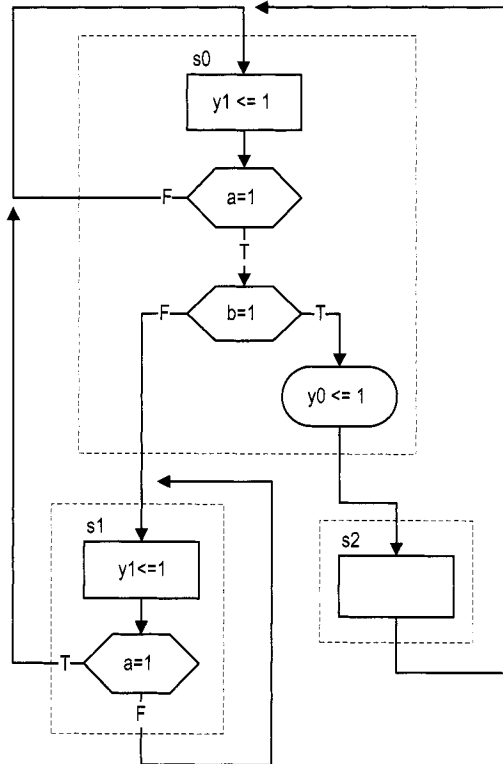 s0
y1 <= 1
F
a=1
T
F
b=1
T
y0 <= 1
s1
s2
y1<=1
T
a=1
F